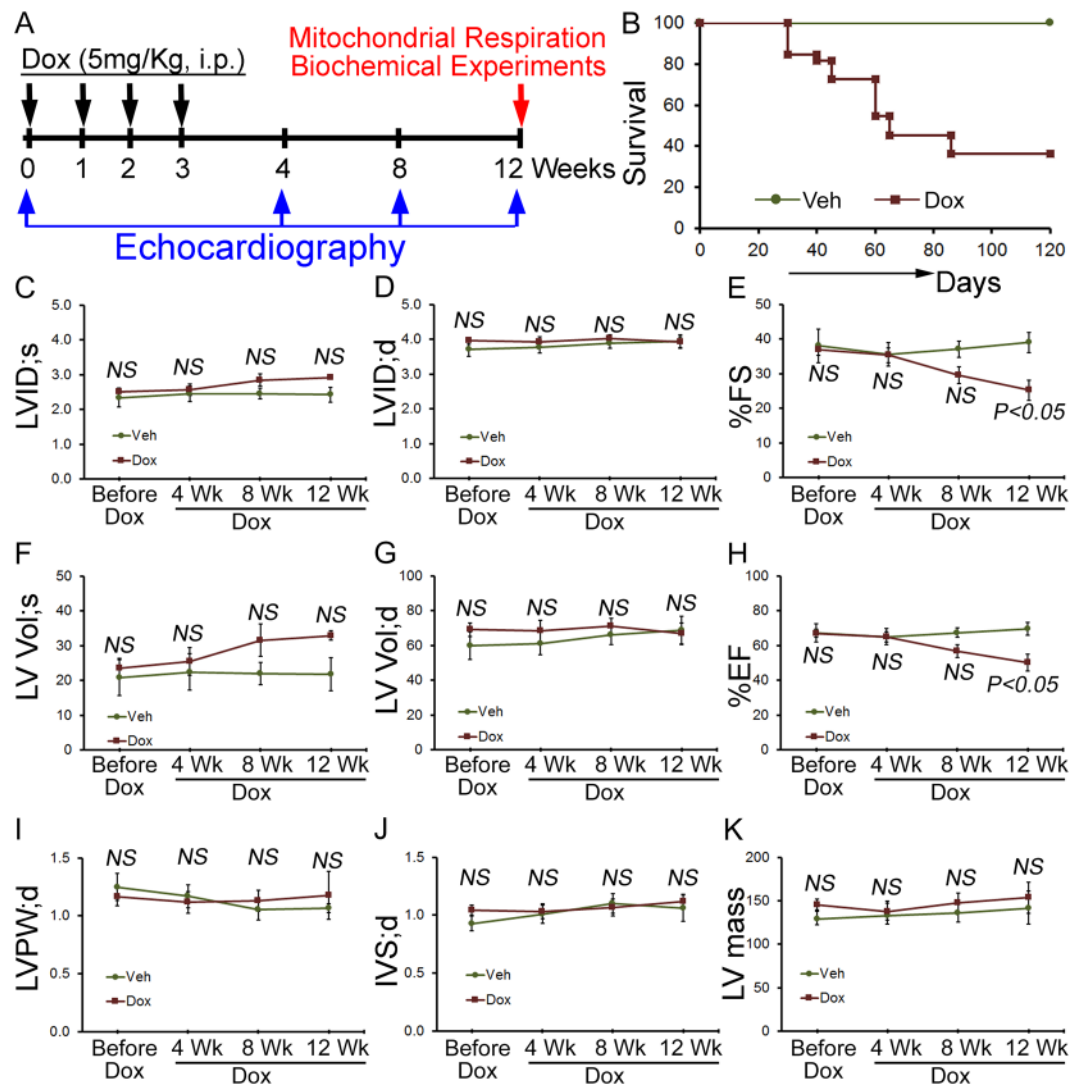 A
Dox (5mg/Kg, i.p.)
Mitochondrial Respiration
Biochemical Experiments
0 1 2 3 4 8 12 Weeks
Echocardiography
B
Survival
100
80
60
40
20
0
Veh Dox
0 20 40 60 80 100 120
Days
C
LVID;s
5.0
4.0
3.0
2.0
1.0
0.0
NS NS NS NS
Veh
Dox
Before Dox 4 Wk 8 Wk 12 Wk
Dox
D
LVID;d
5.0
4.0
3.0
2.0
1.0
0.0
NS NS NS NS
Veh
Dox
Before Dox 4 Wk 8 Wk 12 Wk
Dox
E
%FS
50
40
30
20
10
0
NS NS NS P<0.05
Veh
Dox
Before Dox 4 Wk 8 Wk 12 Wk
Dox
F
LV Vol;s
50
40
30
20
10
0
NS NS NS NS
Veh
Dox
Before Dox 4 Wk 8 Wk 12 Wk
Dox
G
LV Vol;d
100
80
60
40
20
0
NS NS NS NS
Veh
Dox
Before Dox 4 Wk 8 Wk 12 Wk
Dox
H
%EF
100
80
60
40
20
0
NS NS NS P<0.05
Veh
Dox
Before Dox 4 Wk 8 Wk 12 Wk
Dox
I
LVPW;d
1.5
1.0
0.5
0.0
NS NS NS NS
Veh
Dox
Before Dox 4 Wk 8 Wk 12 Wk
Dox
J
IVS;d
1.5
1.0
0.5
0.0
NS NS NS NS
Veh
Dox
Before Dox 4 Wk 8 Wk 12 Wk
Dox
K
LV mass
200
150
100
50
0
NS NS NS NS
Veh
Dox
Before Dox 4 Wk 8 Wk 12 Wk
Dox